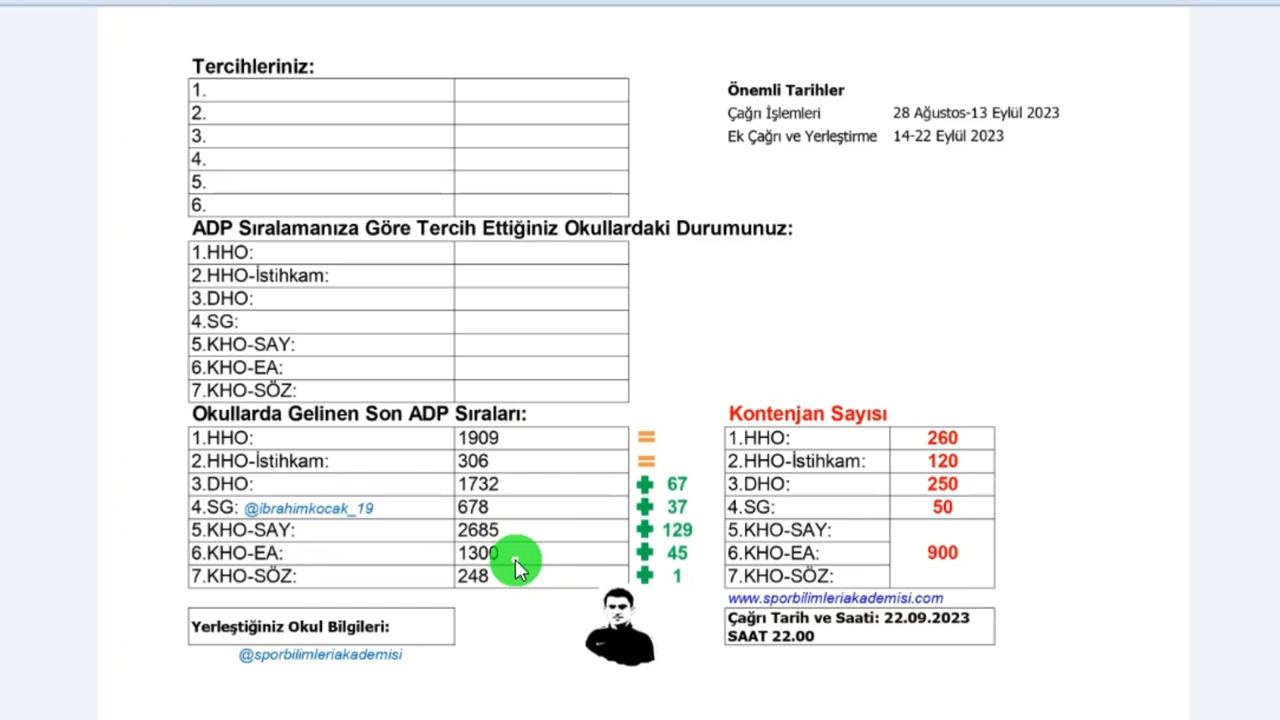 Tercihleriniz:
1.
2.
3.
4.
5.
6.
Önemli Tarihler
Çağrı İşlemleri 28 Ağustos-13 Eylül 2023
Ek Çağrı ve Yerleştirme 14-22 Eylül 2023
ADP Sıralamanıza Göre Tercih Ettiğiniz Okullardaki Durumunuz:
1.HHO:
2.HHO-İstihkam:
3.DHO:
4.SG:
5.KHO-SAY:
6.KHO-EA:
7.KHO-SÖZ:
Okullarda Gelinen Son ADP Sıraları:
1.HHO: 1909 =
2.HHO-İstihkam: 306 =
3.DHO: 1732 + 67
4.SG: @ibrahimkocak_19 678 + 37
5.KHO-SAY: 2685 + 129
6.KHO-EA: 1300 + 45
7.KHO-SÖZ: 248 + 1
Kontenjan Sayısı
1.HHO: 260
2.HHO-İstihkam: 120
3.DHO: 250
4.SG: 50
5.KHO-SAY:
6.KHO-EA: 900
7.KHO-SÖZ:
www.sporbilimleriakademisi.com
Yerleştiğiniz Okul Bilgileri:
@sporbilimleriakademisi
Çağrı Tarih ve Saati: 22.09.2023
SAAT 22.00